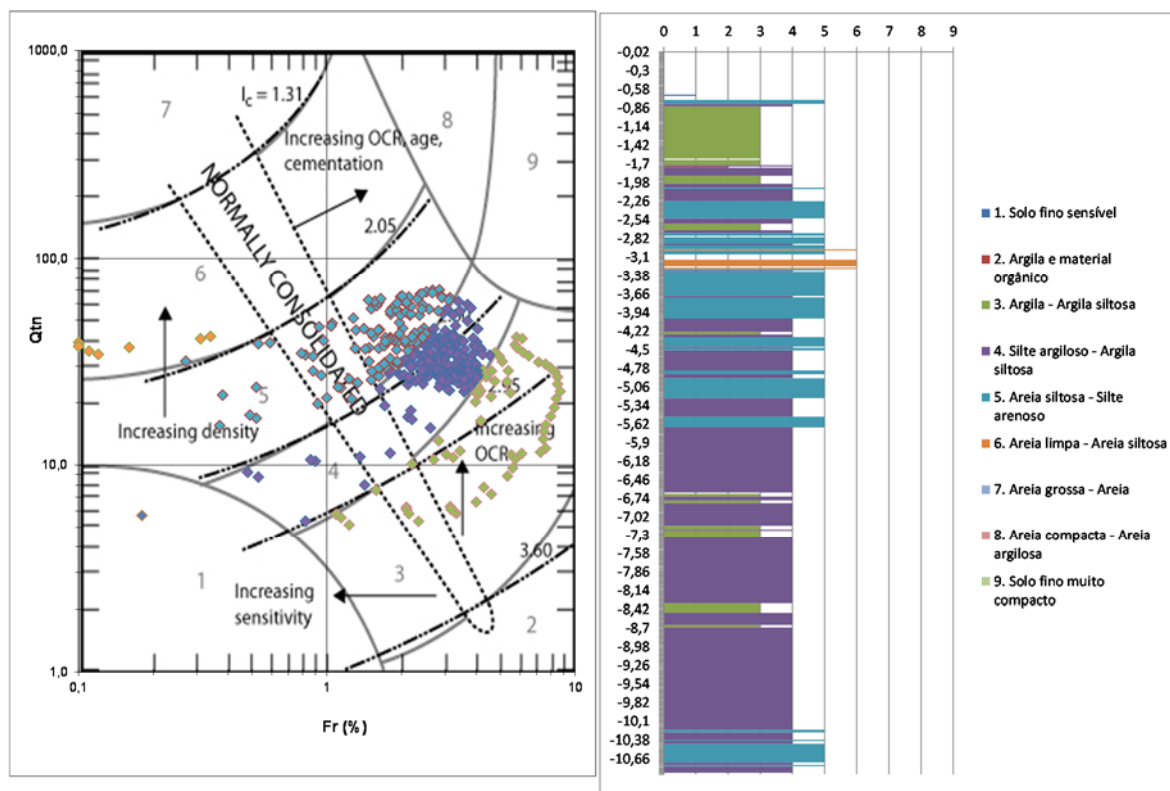 1000,0
100,0
10,0
1,0
Qtn
0,1
1
10
Fr (%)
7
I c = 1.31
8
Increasing OCR, age,
cementation
9
NORMALLY CONSOLIDATED
2.05
6
5
Increasing density
4
Increasing
OCR
1
3
3.60
Increasing
sensitivity
2
0 1 2 3 4 5 6 7 8 9
-0,02
-0,3
-0,58
-0,86
-1,14
-1,42
-1,7
-1,98
-2,26
-2,54
-2,82
-3,1
-3,38
-3,66
-3,94
-4,22
-4,5
-4,78
-5,06
-5,34
-5,62
-5,9
-6,18
-6,46
-6,74
-7,02
-7,3
-7,58
-7,86
-8,14
-8,42
-8,7
-8,98
-9,26
-9,54
-9,82
-10,1
-10,38
-10,66
1. Solo fino sensível
2. Argila e material
orgânico
3. Argila - Argila siltosa
4. Silte argiloso - Argila
siltosa
5. Areia siltosa - Silte
arenoso
6. Areia limpa - Areia siltosa
7. Areia grossa - Areia
8. Areia compacta - Areia
argilosa
9. Solo fino muito
compacto